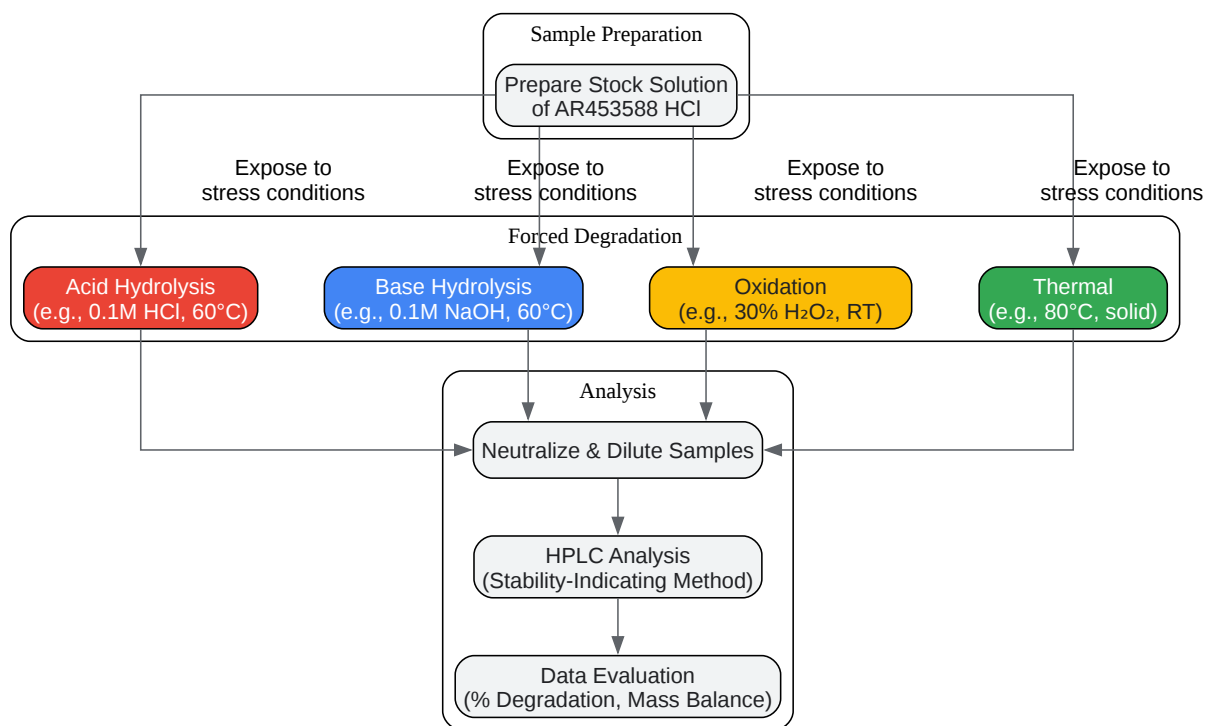 Sample Preparation
Prepare Stock Solution
of AR453588 HCl
Expose to
stress conditions
Expose to
stress conditions
Expose to
stress conditions
Expose to
stress conditions
Forced Degradation
Acid Hydrolysis
(e.g., 0.1M HCl, 60°C)
Base Hydrolysis
(e.g., 0.1M NaOH, 60°C)
Oxidation
(e.g., 30% H₂O₂, RT)
Thermal
(e.g., 80°C, solid)
Analysis
Neutralize & Dilute Samples
HPLC Analysis
(Stability-Indicating Method)
Data Evaluation
(% Degradation, Mass Balance)